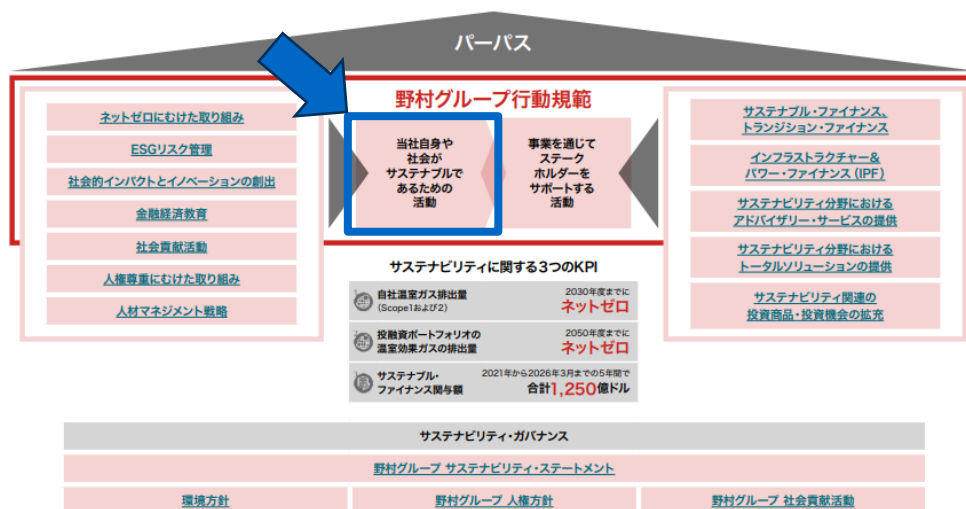 パーパス
野村グループ行動規範
ネットゼロにむけた取り組み
ESGリスク管理
社会的インパクトとイノベーションの創出
金融経済教育
社会貢献活動
人権尊重にむけた取り組み
人材マネジメント戦略
当社自身や
社会が
サステナブルで
あるための
活動
事業を通じて
ステーク
ホルダーを
サポートする
活動
サステナブル・ファイナンス、
トランジション・ファイナンス
インフラストラクチャー&
パワー・ファイナンス (IPF)
サステナビリティ分野における
アドバイザリー・サービスの提供
サステナビリティ分野における
トータルソリューションの提供
サステナビリティ関連の
投資商品・投資機会の拡充
サステナビリティに関する3つのKPI
自社温室ガス排出量
(Scope1および2)
2030年度までに
ネットゼロ
投融資ポートフォリオの
温室効果ガスの排出量
2050年度までに
ネットゼロ
サステナブル・
ファイナンス関与額
2021年から2026年3月までの5年間で
合計1,250億ドル
サステナビリティ・ガバナンス
野村グループ サステナビリティ・ステートメント
環境方針
野村グループ 人権方針
野村グループ 社会貢献活動